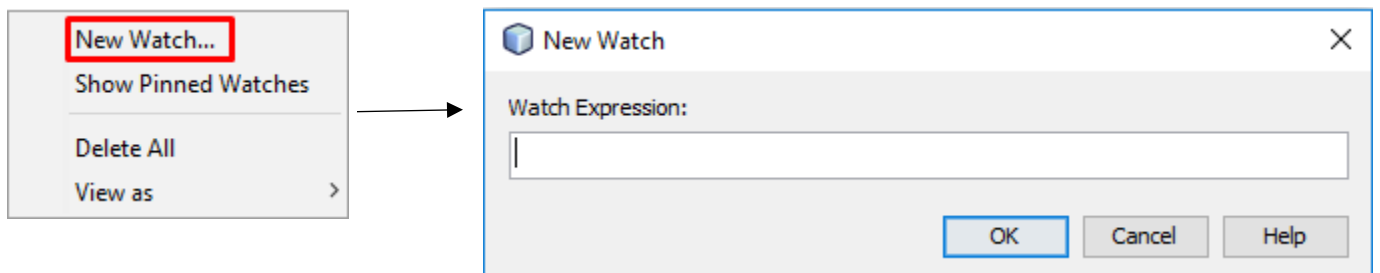 New Watch...
Show Pinned Watches
Delete All
View as
New Watch
Watch Expression:
OK Cancel Help